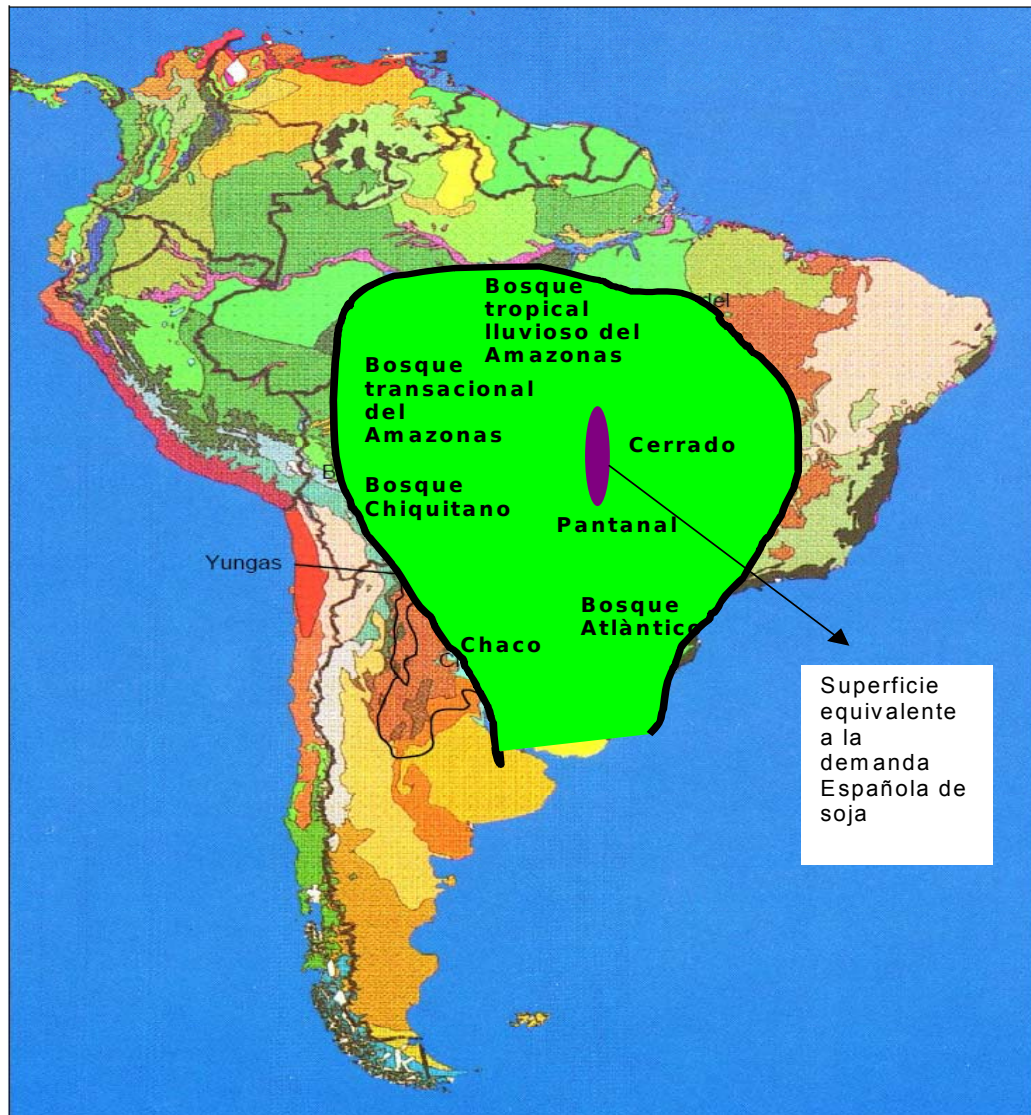 Bosque
tropical
lluvioso del
Amazonas
del
Bosque
transacional
del
Amazonas
Cerrado
B
Bosque
Chiquitano
Pantanal
Yungas
Bosque
Atlàntico
Chaco
C
Superficie
equivalente
a la
demanda
Española de
soja